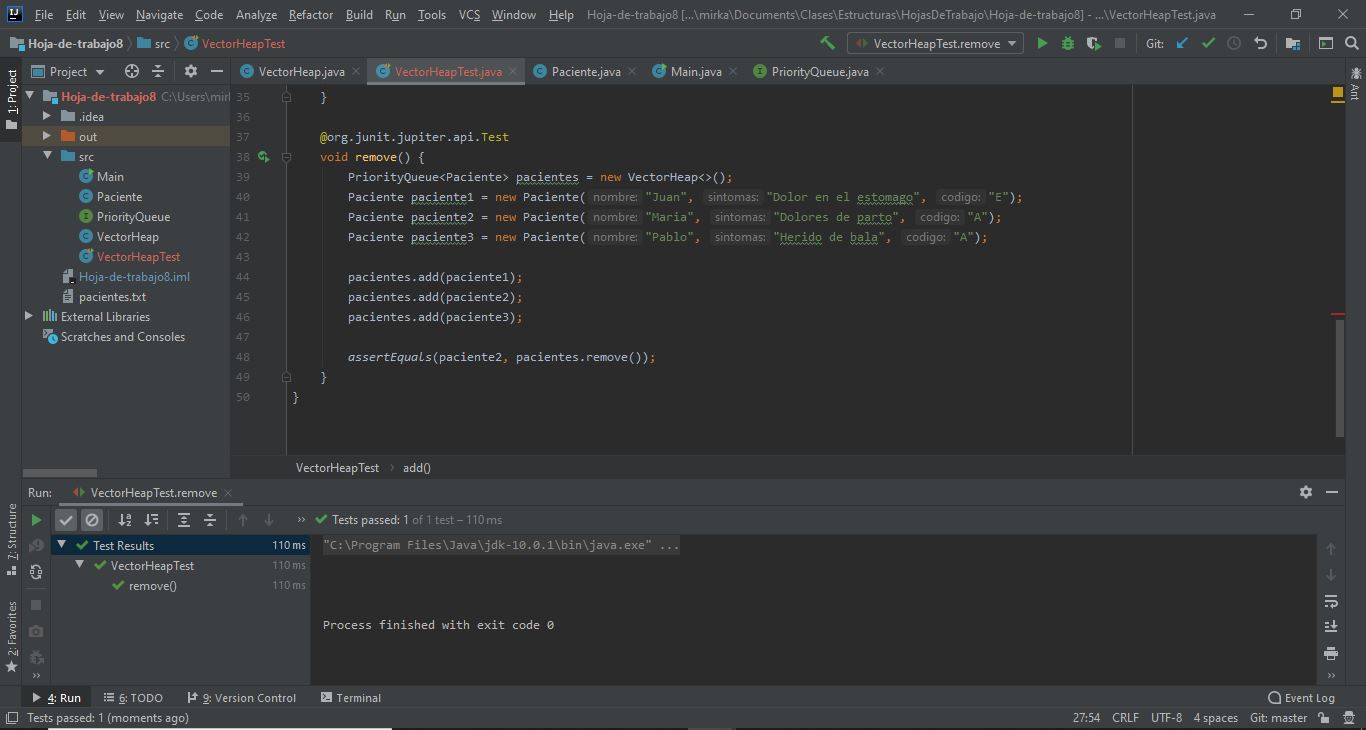 IJ File Edit View Navigate Code Analyze Refactor Build Run Tools VCS Window Help Hoja-de-trabajo8 [...\mirka\Documents\Clases\Estructuras\HojasDeTrabajo\Hoja-de-trabajo8] - ...\VectorHeapTest.java
Hoja-de-trabajo8 src VectorHeapTest VectorHeapTest.remove Git:
Project VectorHeap.java VectorHeapTest.java Paciente.java Main.java PriorityQueue.java
1: Project
Hoja-de-trabajo8 C:\Users\mirl
.idea
out
src
Main
Paciente
PriorityQueue
VectorHeap
VectorHeapTest
Hoja-de-trabajo8.iml
pacientes.txt
External Libraries
Scratches and Consoles
Ant
35 }
36
37 @org.junit.jupiter.api.Test
38 void remove() {
39 PriorityQueue<Paciente> pacientes = new VectorHeap<>();
40 Paciente paciente1 = new Paciente( nombre: "Juan", sintomas: "Dolor en el estomago", codigo: "E");
41 Paciente paciente2 = new Paciente( nombre: "Maria", sintomas: "Dolores de parto", codigo: "A");
42 Paciente paciente3 = new Paciente( nombre: "Pablo", sintomas: "Herido de bala", codigo: "A");
43
44 pacientes.add(paciente1);
45 pacientes.add(paciente2);
46 pacientes.add(paciente3);
47
48 assertEquals(paciente2, pacientes.remove());
49 }
50 }
VectorHeapTest add()
Run: VectorHeapTest.remove
7: Structure
2: Favorites
Tests passed: 1 of 1 test – 110 ms
Test Results 110 ms
VectorHeapTest 110 ms
remove() 110 ms
"C:\Program Files\Java\jdk-10.0.1\bin\java.exe" ...
Process finished with exit code 0
4: Run 6: TODO 9: Version Control Terminal Event Log
Tests passed: 1 (moments ago) 27:54 CRLF UTF-8 4 spaces Git: master